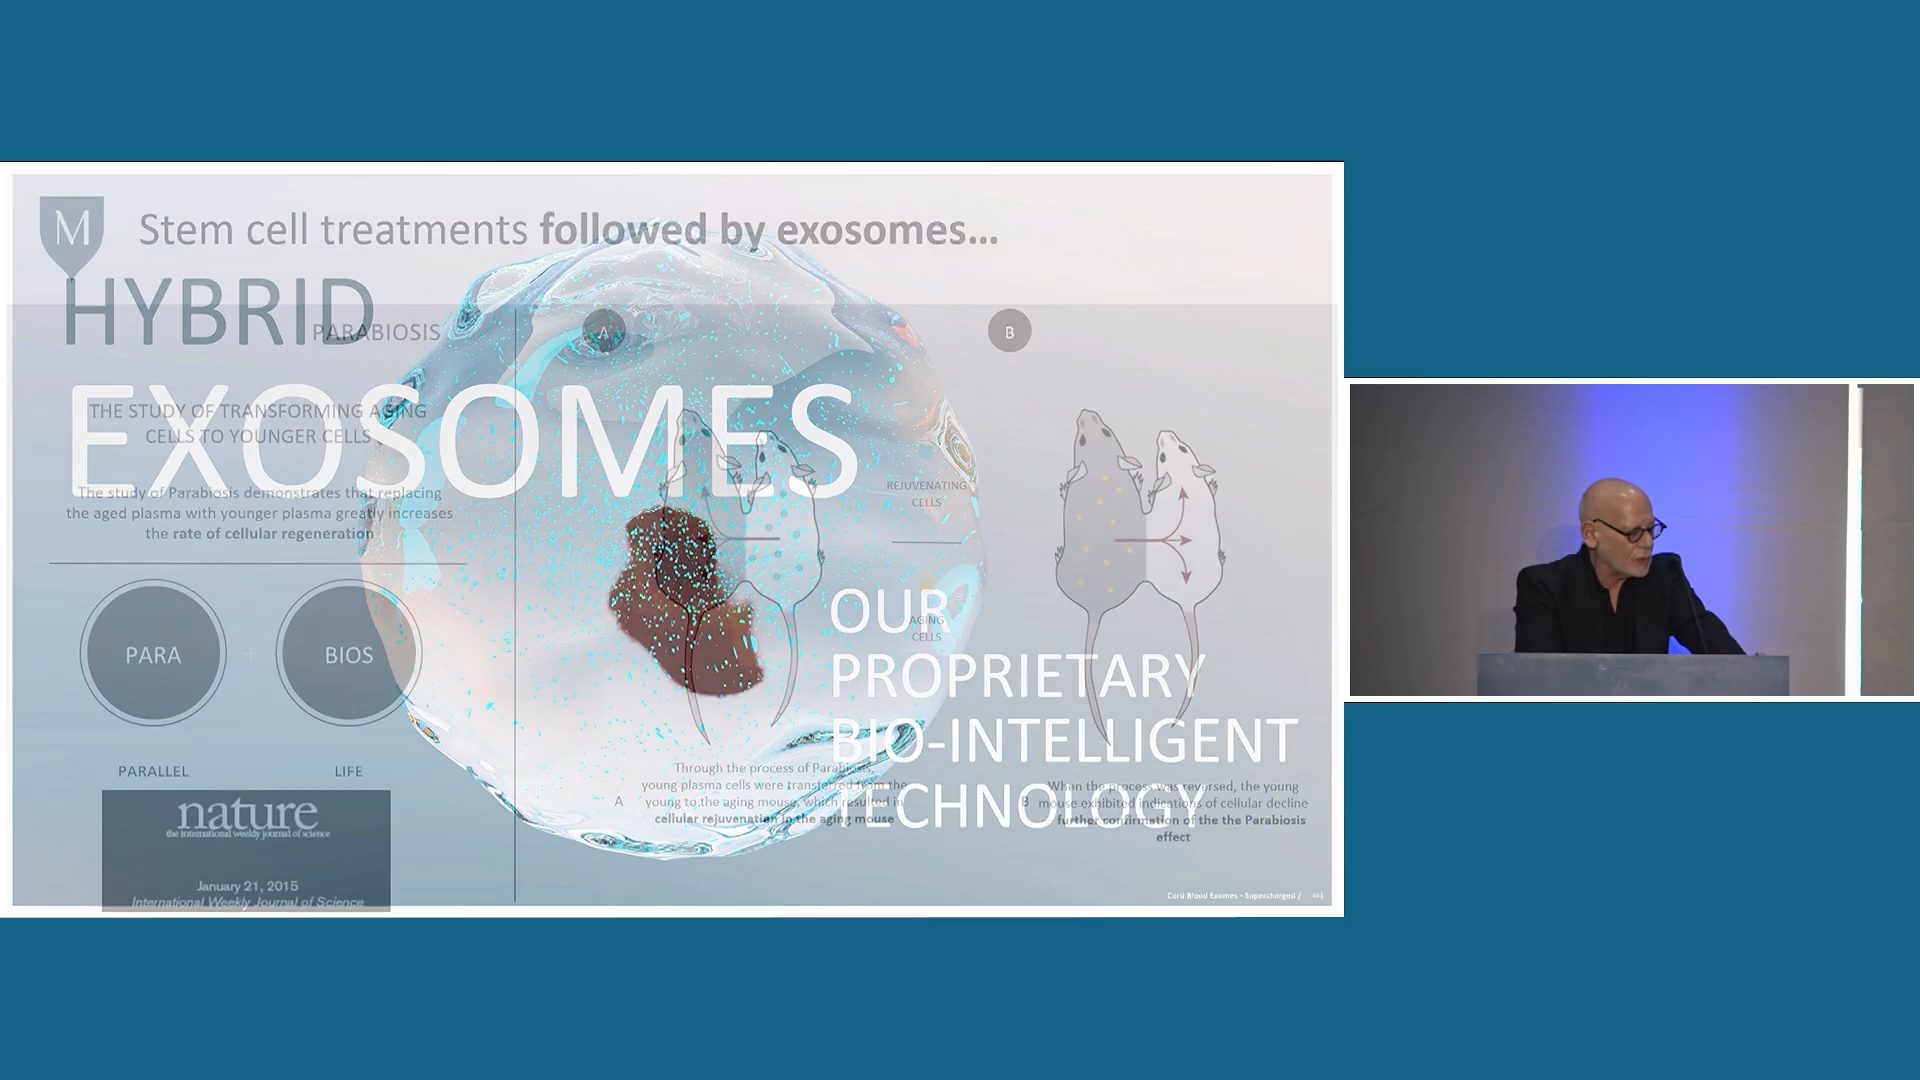 M
Stem cell treatments followed by exosomes...
HYBRID
PARABIOSIS
A
B
EXOSOMES
THE STUDY OF TRANSFORMING AGING
CELLS TO YOUNGER CELLS
The study of Parabiosis demonstrates that replacing
the aged plasma with younger plasma greatly increases
the rate of cellular regeneration
REJUVENATING
CELLS
AGING
CELLS
OUR
PROPRIETARY
BIO-INTELLIGENT
TECHNOLOGY
PARA
+
BIOS
PARALLEL
LIFE
nature
the international weekly journal of science
January 21, 2015
International Weekly Journal of Science
A
Through the process of Parabiosis,
young plasma cells were transferred from the
young to the aging mouse, which resulted in
cellular rejuvenation in the aging mouse
B
When the process was reversed, the young
mouse exhibited indications of cellular decline
– further confirmation of the the Parabiosis
effect
Cord Blood Exomes - Supercharged / 441